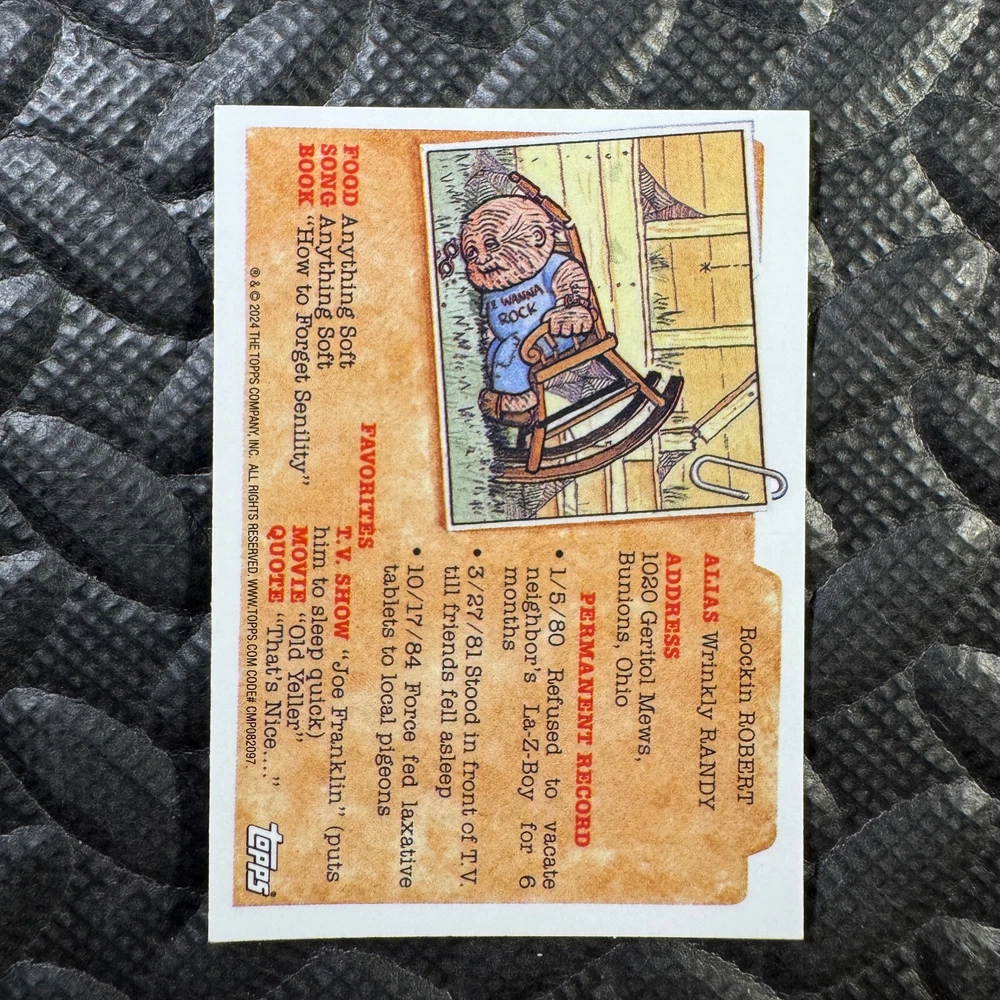 Rockin ROBERT
ALIAS Wrinkly RANDY
ADDRESS
1020 Geritol Mews,
Bunions, Ohio
PERMANENT RECORD
• 1/5/80 Refused to vacate
neighbor's La-Z-Boy for 6
months
• 3/27/81 Stood in front of T.V.
till friends fell asleep
• 10/17/84 Force fed laxative
tablets to local pigeons
I WANNA
ROCK
FAVORITES
FOOD Anything Soft
SONG Anything Soft
BOOK "How to Forget Senility"
T.V. SHOW "Joe Franklin" (puts
him to sleep quick)
MOVIE "Old Yeller"
QUOTE "That's Nice...."
® & © 2024 THE TOPPS COMPANY, INC. ALL RIGHTS RESERVED. WWW.TOPPS.COM CODE# CMP082097.
topps®